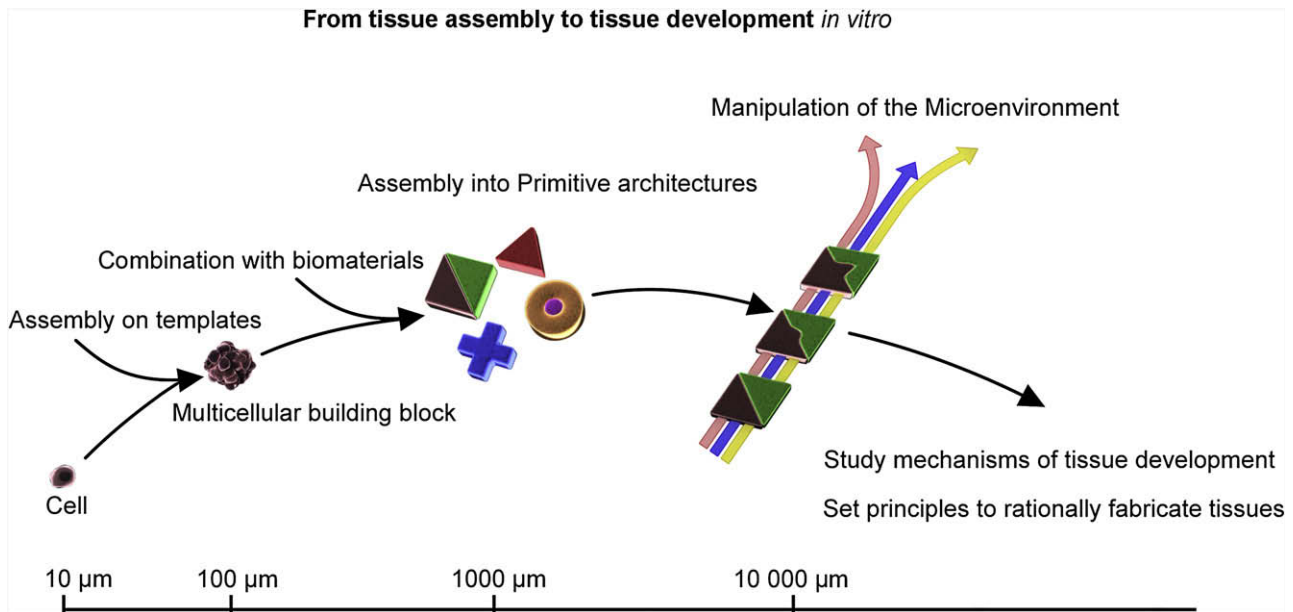 From tissue assembly to tissue development in vitro
Manipulation of the Microenvironment
Assembly into Primitive architectures
Combination with biomaterials
Assembly on templates
Multicellular building block
Cell
Study mechanisms of tissue development
Set principles to rationally fabricate tissues
10 µm 100 µm 1000 µm 10 000 µm